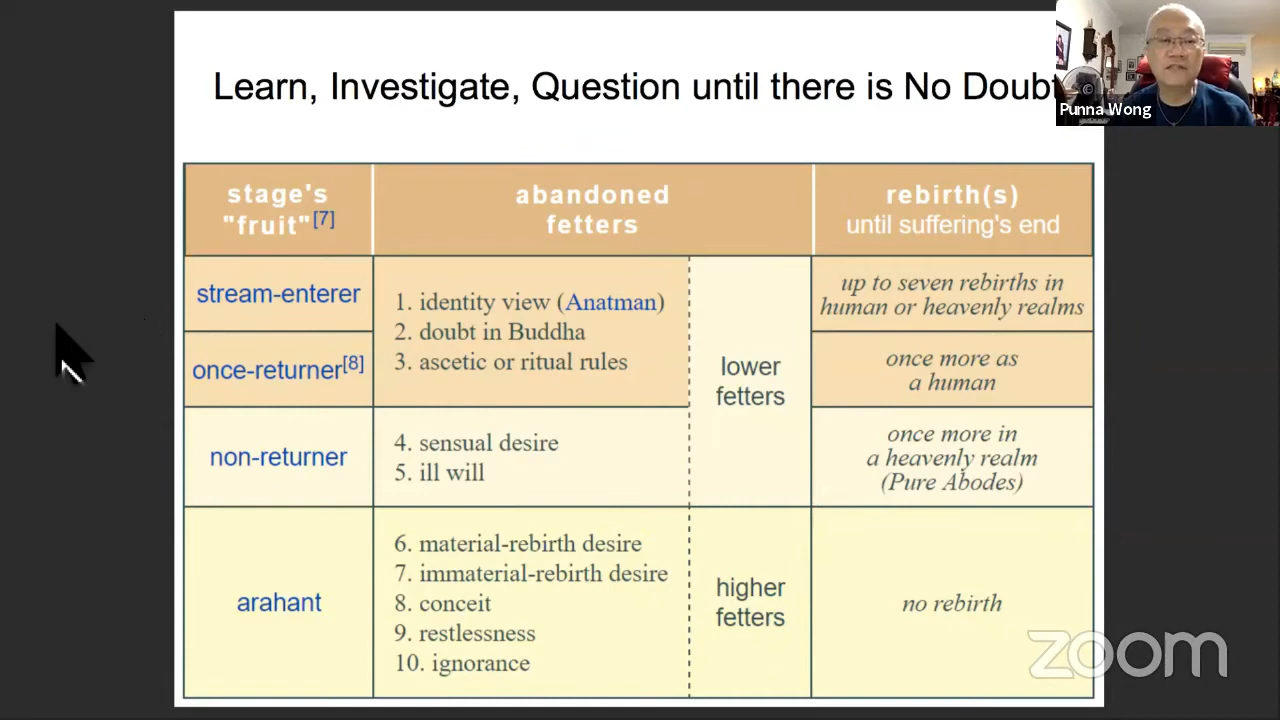 Learn, Investigate, Question until there is No Doubt
Punna Wong
stage's
"fruit"[7]
abandoned
fetters
rebirth(s)
until suffering's end
stream-enterer
1. identity view (Anatman)
2. doubt in Buddha
3. ascetic or ritual rules
lower
fetters
up to seven rebirths in
human or heavenly realms
once-returner[8]
once more as
a human
non-returner
4. sensual desire
5. ill will
once more in
a heavenly realm
(Pure Abodes)
arahant
6. material-rebirth desire
7. immaterial-rebirth desire
8. conceit
9. restlessness
10. ignorance
higher
fetters
no rebirth
zoom